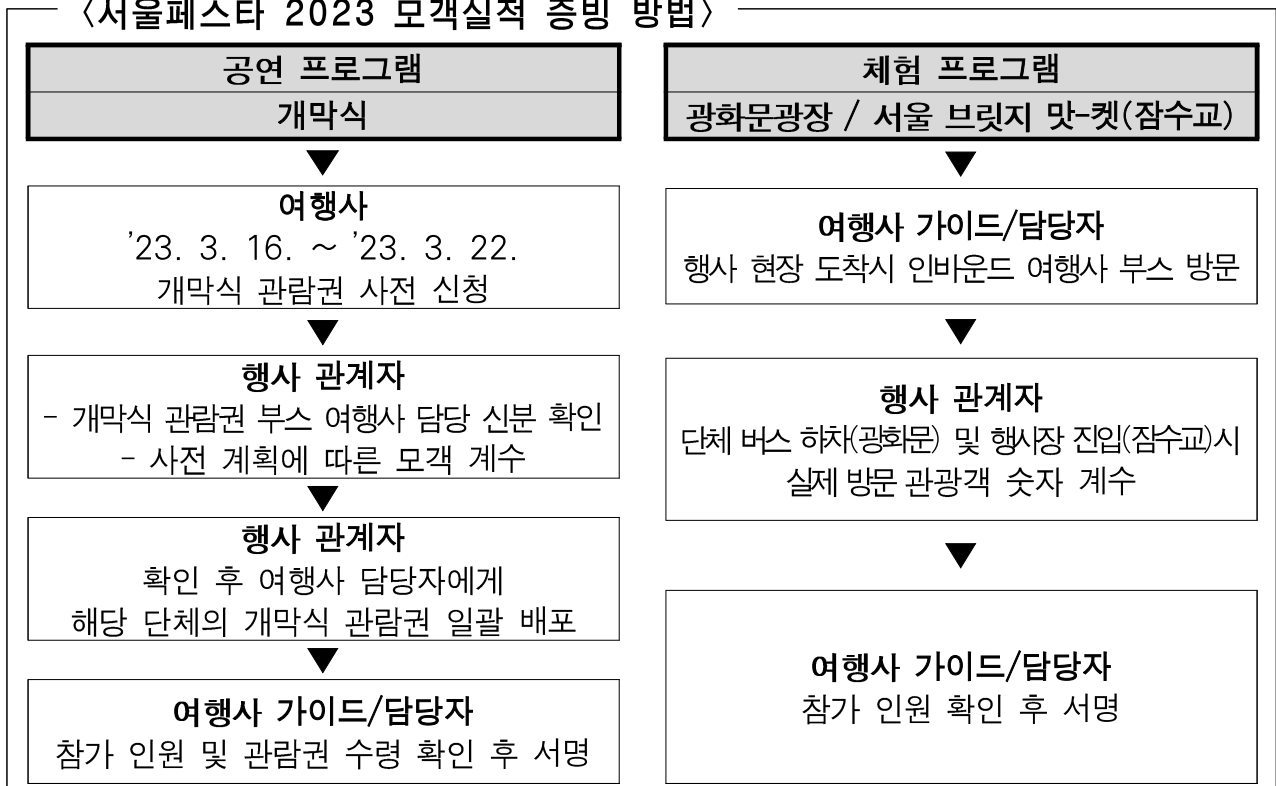 〈서울페스타 2023 모객실적 증빙 방법〉
공연 프로그램
개막식
▼
여행사
'23. 3. 16. ~ '23. 3. 22.
개막식 관람권 사전 신청
▼
행사 관계자
- 개막식 관람권 부스 여행사 담당 신분 확인
- 사전 계획에 따른 모객 계수
▼
행사 관계자
확인 후 여행사 담당자에게
해당 단체의 개막식 관람권 일괄 배포
▼
여행사 가이드/담당자
참가 인원 및 관람권 수령 확인 후 서명
체험 프로그램
광화문광장 / 서울 브릿지 맛-켓(잠수교)
▼
여행사 가이드/담당자
행사 현장 도착시 인바운드 여행사 부스 방문
▼
행사 관계자
단체 버스 하차(광화문) 및 행사장 진입(잠수교)시
실제 방문 관광객 숫자 계수
▼
여행사 가이드/담당자
참가 인원 확인 후 서명